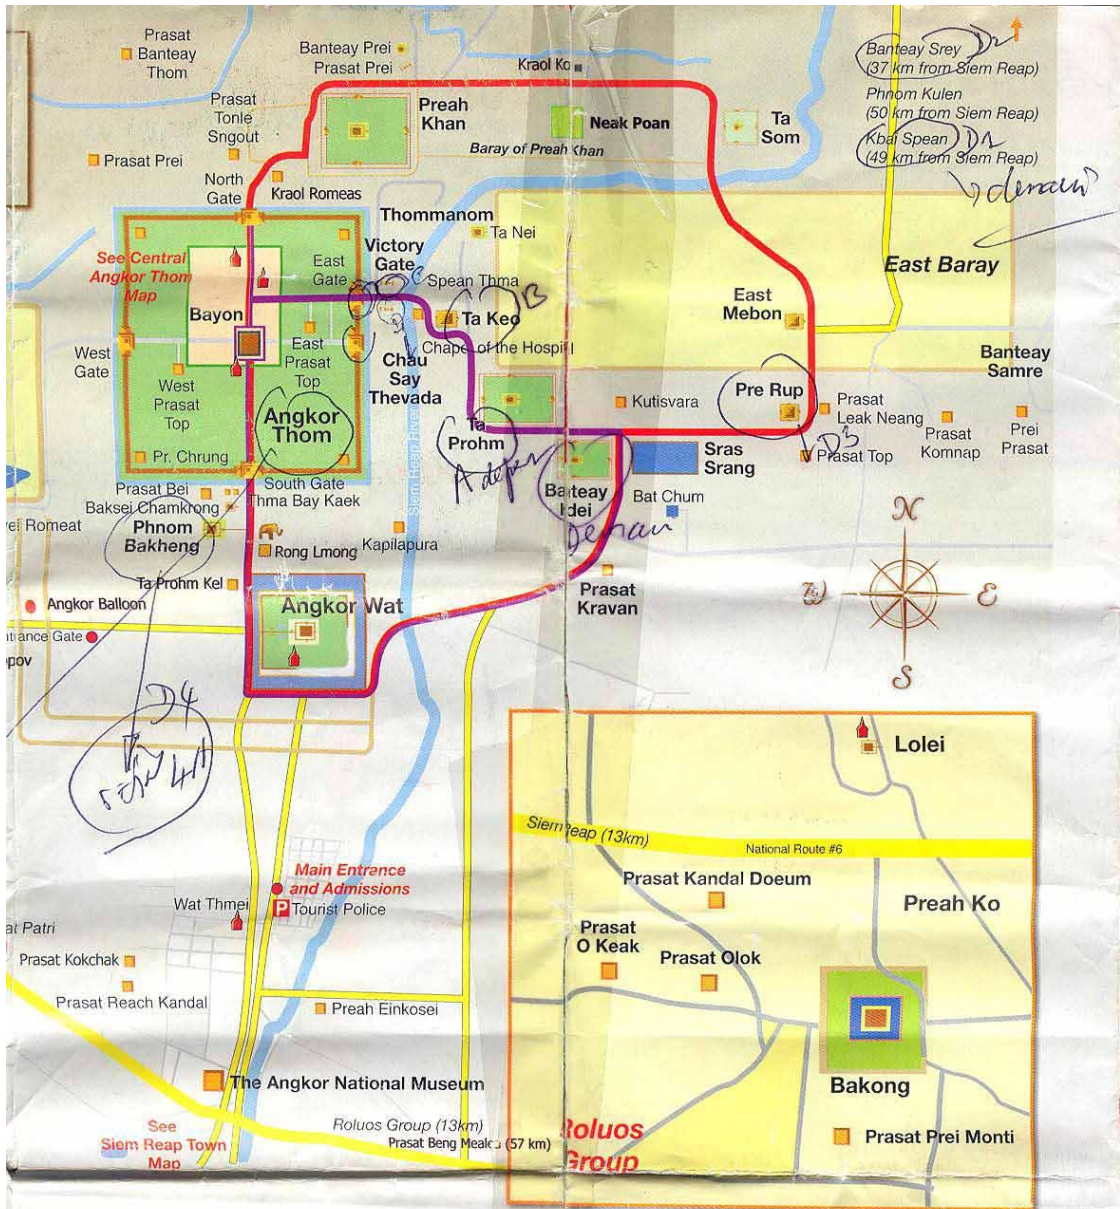 Prasat
Banteay
Thom
Banteay Prei
Prasat Prei
Kraol Ko
Banteay Srey D2
(37 km from Siem Reap)
Phnom Kulen
(50 km from Siem Reap)
Kbal Spean
(49 km from Siem Reap)
Prasat
Tonle
Sngout
Preah
Khan
Neak Poan
Ta
Som
Baray of Preah Khan
Prasat Prei
North
Gate
Kraol Romeas
Thommanom
Ta Nei
See Central
Angkor Thom
Map
Victory
Gate
East
Gate
Spean Thma
East Baray
Bayon
Ta Keo
B
East
Mebon
Chapel of the Hospital
West
Gate
East
Prasat
Top
Chau
Say
Thevada
Banteay
Samre
West
Prasat
Top
Angkor
Thom
Kutisvara
Pre Rup
Prasat
Leak Neang
Prasat
Komnap
Prei
Prasat
Ta
Prohm
Sras
Srang
D3
Prasat Top
Pr. Chrung
South Gate
Thma Bay Kaek
Siem Reap River
Banteay
Kdei
Bat Chum
Prasat Bei
Baksei Chamkrong
ei Romeat
Phnom
Bakheng
Rong Lmong
Kapilapura
N
W
E
S
Ta Prohm Kel
Angkor Balloon
Angkor Wat
Prasat
Kravan
ntrance Gate
opov
D4
Lolei
Siem Reap (13km)
National Route #6
Main Entrance
and Admissions
P Tourist Police
Wat Thmei
Prasat Kandal Doeum
Preah Ko
at Patri
Prasat
O Keak
Prasat Olok
Prasat Kokchak
Prasat Reach Kandal
Preah Einkosei
The Angkor National Museum
Bakong
See
Siem Reap Town
Map
Roluos Group (13km)
Prasat Beng Mealea (57 km)
Roluos
Group
Prasat Prei Monti